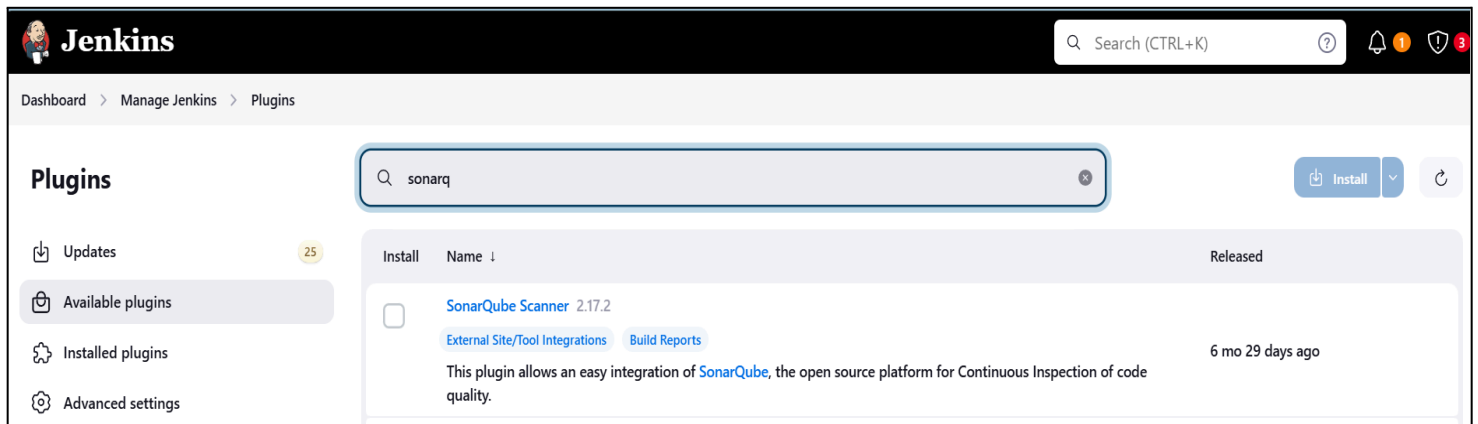 Jenkins
Search (CTRL+K)
?
1
3
Dashboard > Manage Jenkins > Plugins
Plugins
sonarq
Install
Updates
25
Available plugins
Installed plugins
Advanced settings
Install
Name ↓
Released
SonarQube Scanner 2.17.2
External Site/Tool Integrations
Build Reports
This plugin allows an easy integration of SonarQube, the open source platform for Continuous Inspection of code
quality.
6 mo 29 days ago